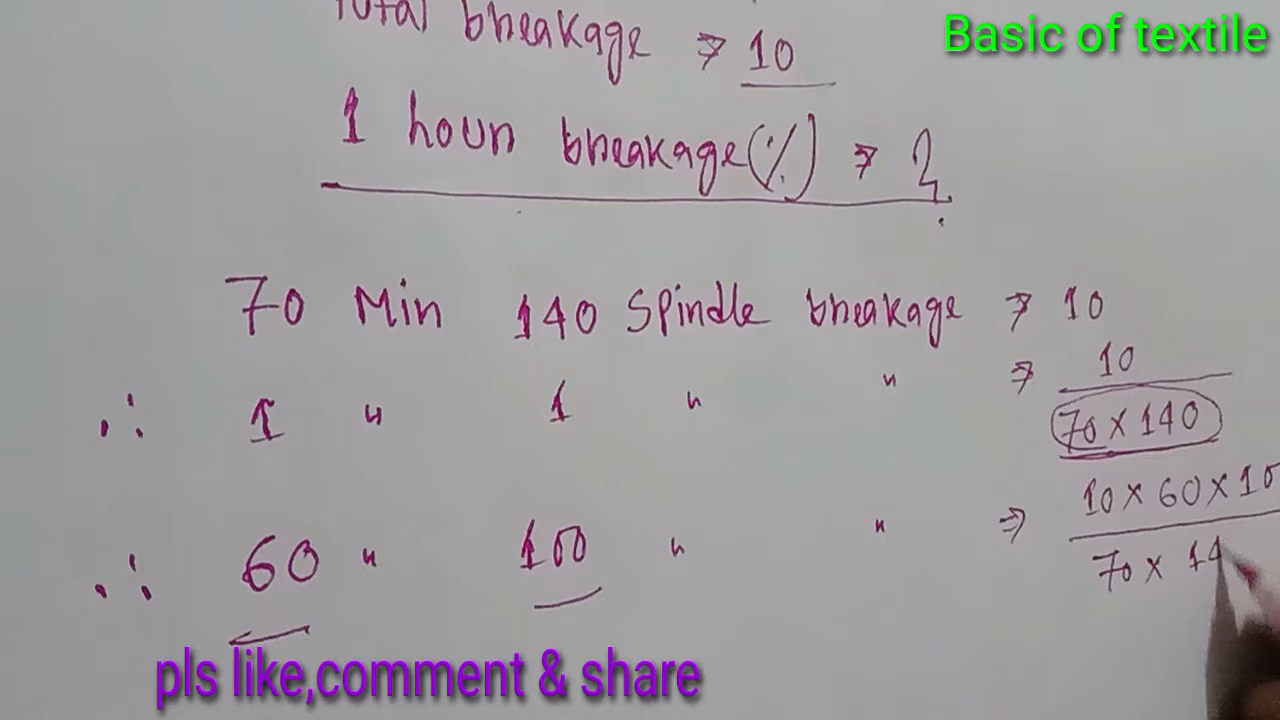 Basic of textile
Total breakage ⇒ 10
1 hour breakage(%) ⇒ ?
70 Min 140 Spindle breakage ⇒ 10
∴ 1 " 1 " " ⇒ 10
70 x 140
∴ 60 " 100 " " ⇒ 10 x 60 x 10
70 x 14
pls like,comment & share